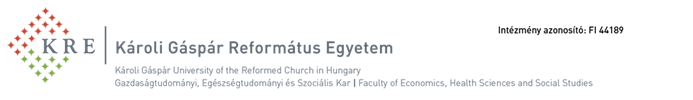 Intézmény azonosító: FI 44189
KRE
Károli Gáspár Református Egyetem
Károli Gáspár University of the Reformed Church in Hungary
Gazdaságtudományi, Egészségtudományi és Szociális Kar | Faculty of Economics, Health Sciences and Social Studies